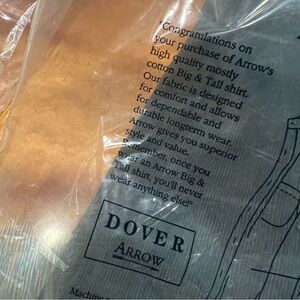 "Congratulations on
your purchase of Arrow's
high quality mostly
cotton Big & Tall shirt.
Our fabric is designed
for comfort and allows
for dependable and
durable longterm wear.
Arrow gives you superior
style and value.
Remember, once you
wear an Arrow Big &
Tall shirt, you'll never
wear anything else!"
DOVER
ARROW
Machine